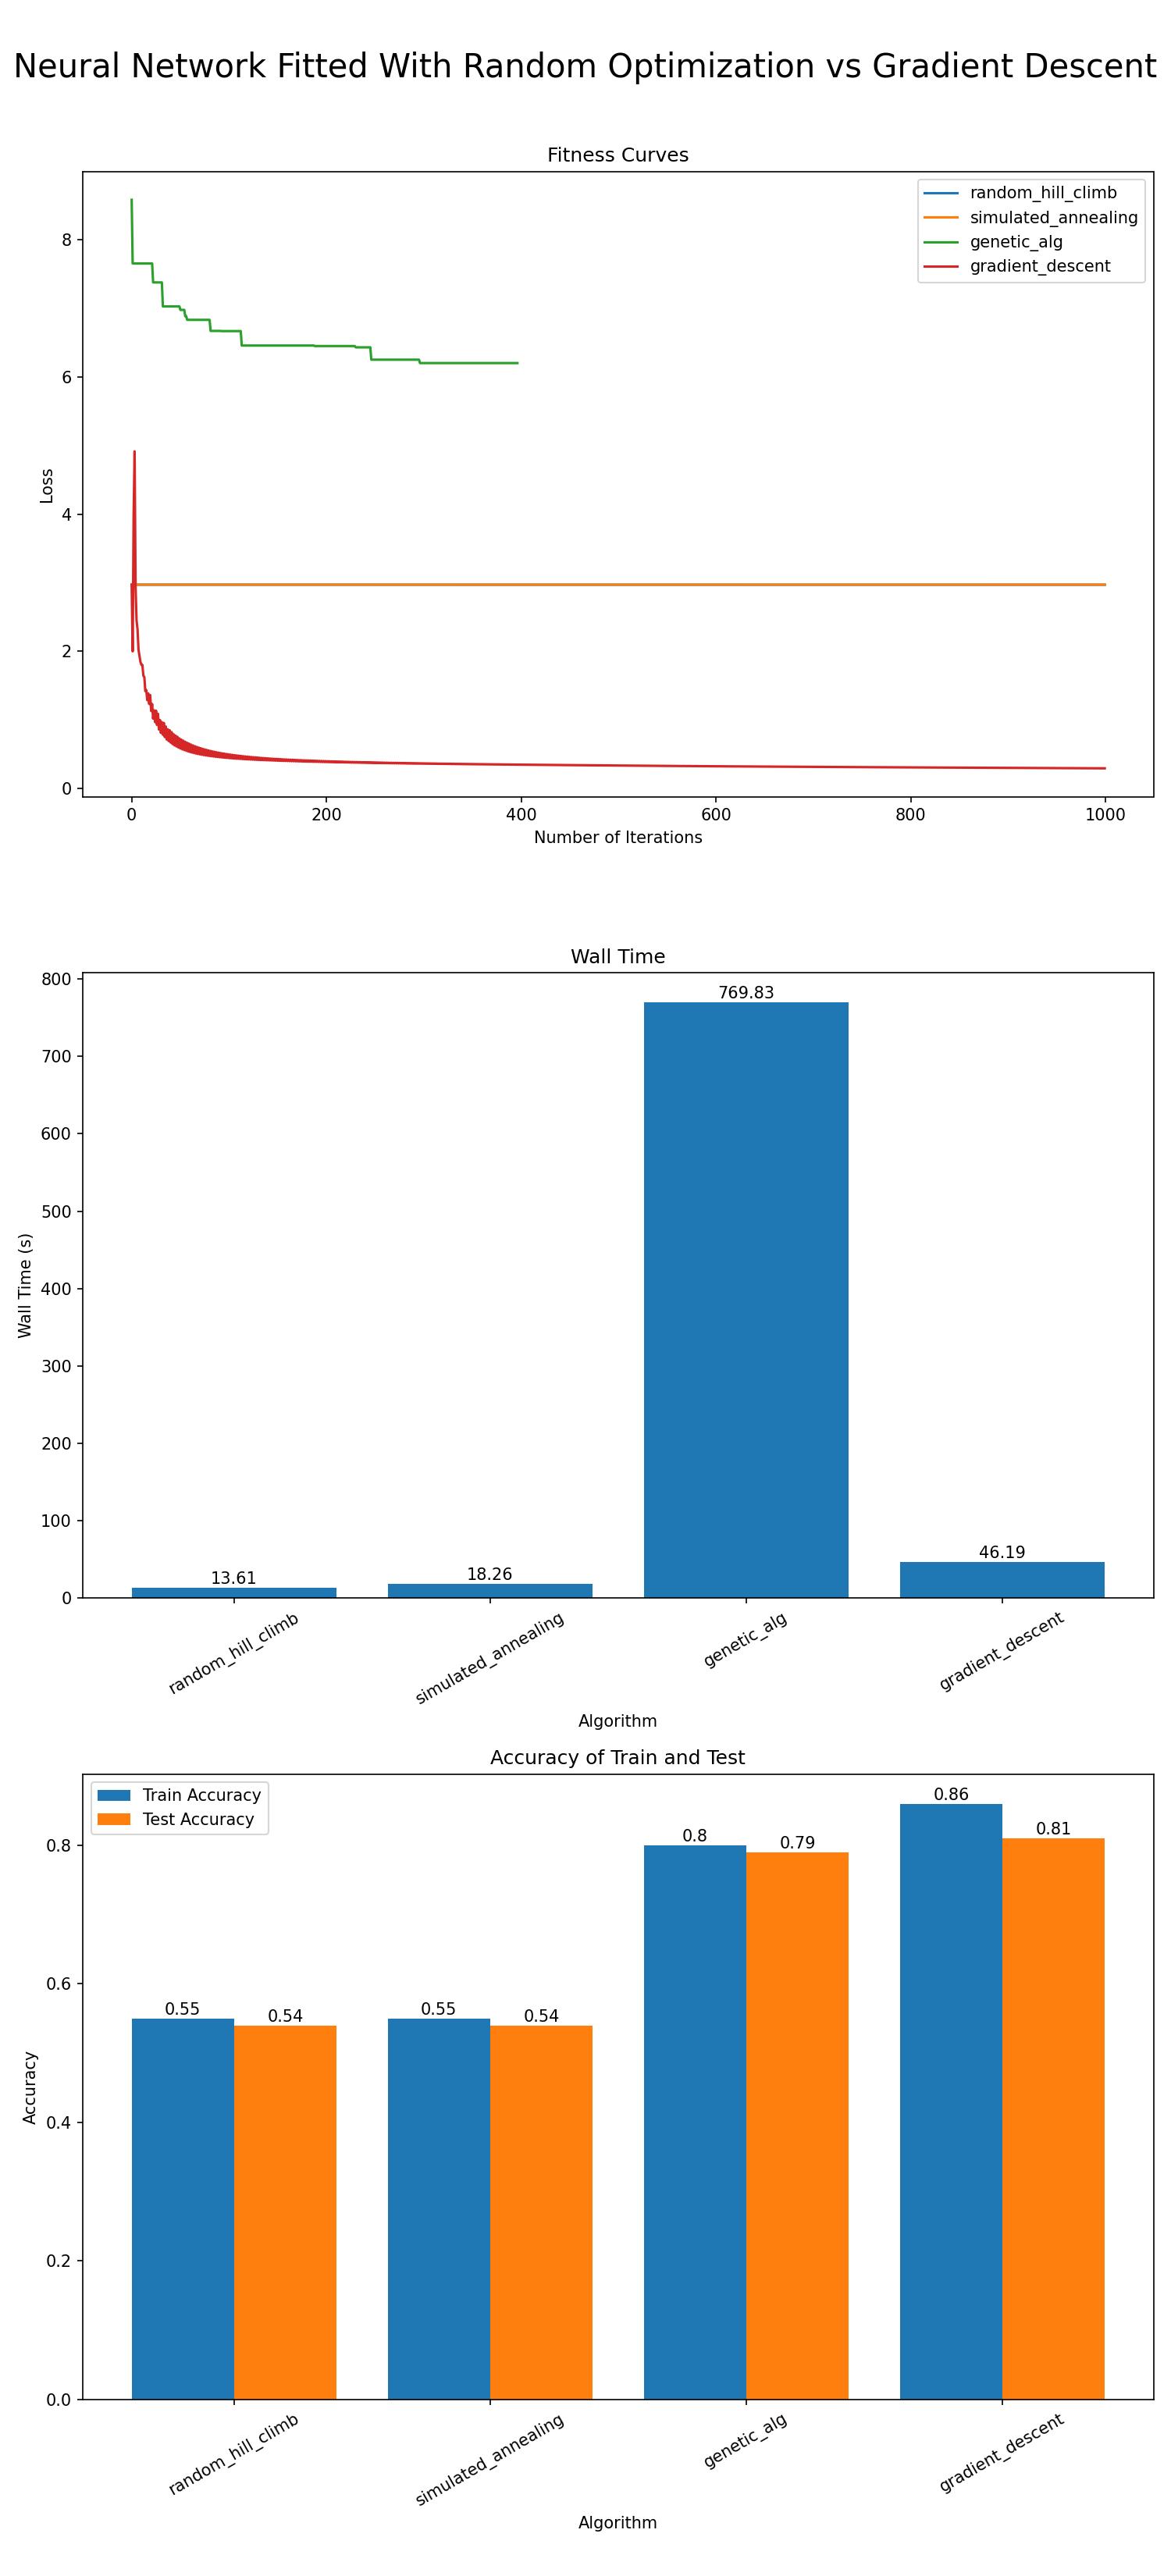 Neural Network Fitted With Random Optimization vs Gradient Descent
Fitness Curves
random_hill_climb
simulated_annealing
genetic_alg
gradient_descent
8
6
4
2
0
Loss
0 200 400 600 800 1000
Number of Iterations
Wall Time
800
700
600
500
400
300
200
100
0
Wall Time (s)
13.61 18.26 769.83 46.19
random_hill_climb simulated_annealing genetic_alg gradient_descent
Algorithm
Accuracy of Train and Test
Train Accuracy
Test Accuracy
0.8
0.6
0.4
0.2
0.0
Accuracy
0.55 0.54 0.55 0.54 0.8 0.79 0.86 0.81
random_hill_climb simulated_annealing genetic_alg gradient_descent
Algorithm